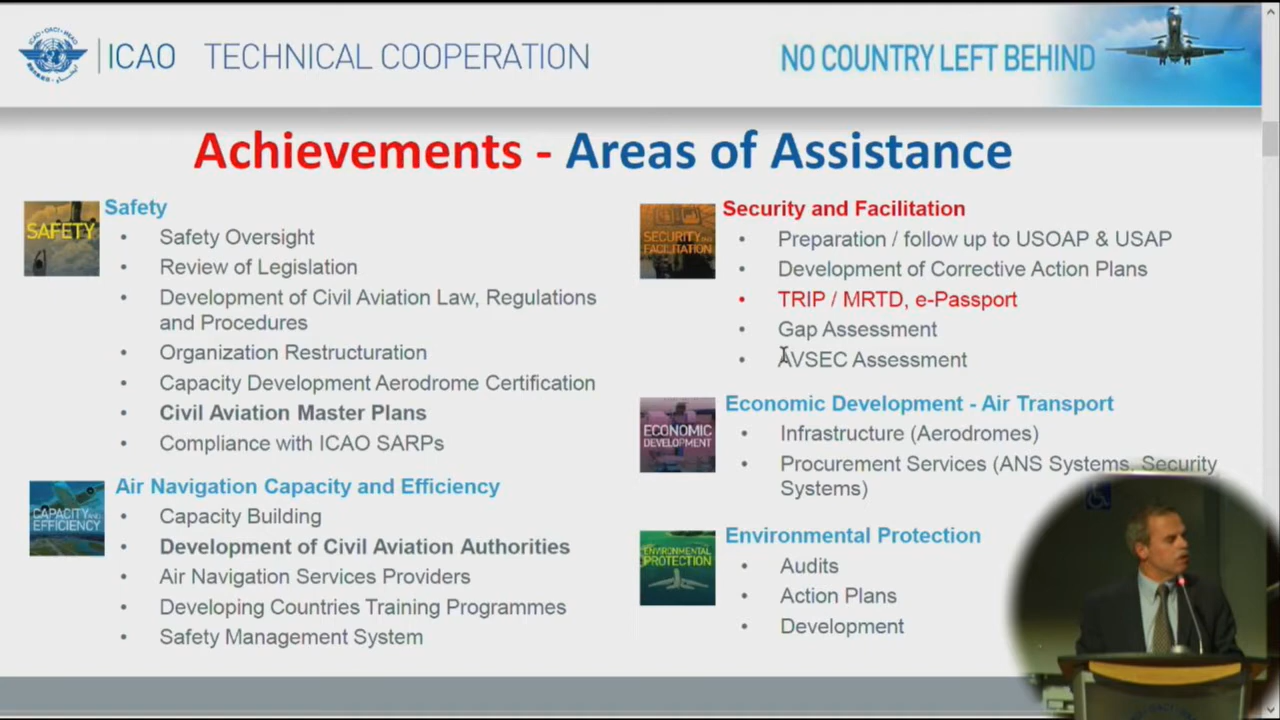 ICAO TECHNICAL COOPERATION
NO COUNTRY LEFT BEHIND
Achievements - Areas of Assistance
SAFETY
Safety
• Safety Oversight
• Review of Legislation
• Development of Civil Aviation Law, Regulations
and Procedures
• Organization Restructuration
• Capacity Development Aerodrome Certification
• Civil Aviation Master Plans
• Compliance with ICAO SARPs
CAPACITY AND
EFFICIENCY
Air Navigation Capacity and Efficiency
• Capacity Building
• Development of Civil Aviation Authorities
• Air Navigation Services Providers
• Developing Countries Training Programmes
• Safety Management System
SECURITY AND
FACILITATION
Security and Facilitation
• Preparation / follow up to USOAP & USAP
• Development of Corrective Action Plans
• TRIP / MRTD, e-Passport
• Gap Assessment
• AVSEC Assessment
ECONOMIC
DEVELOPMENT
Economic Development - Air Transport
• Infrastructure (Aerodromes)
• Procurement Services (ANS Systems. Security
Systems)
ENVIRONMENTAL
PROTECTION
Environmental Protection
• Audits
• Action Plans
• Development